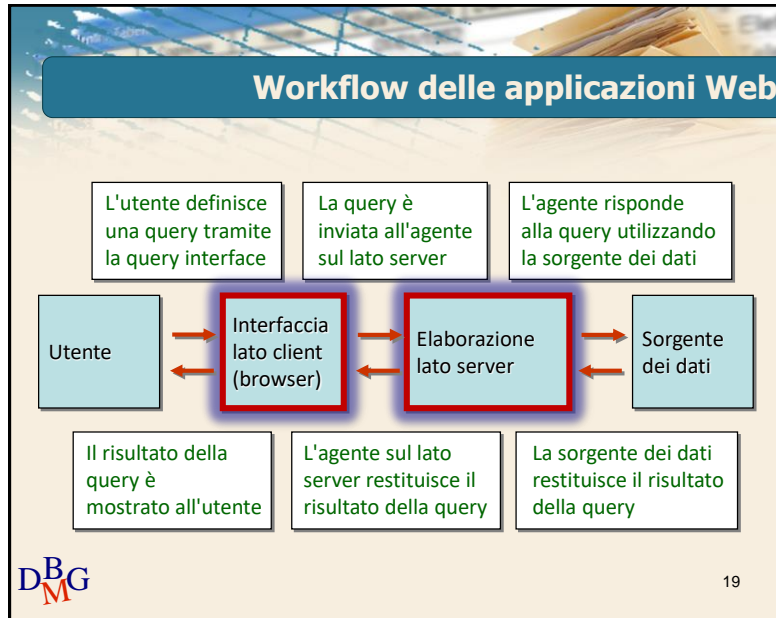 Workflow delle applicazioni Web
L'utente definisce
una query tramite
la query interface
La query è
inviata all'agente
sul lato server
L'agente risponde
alla query utilizzando
la sorgente dei dati
Utente
Interfaccia
lato client
(browser)
Elaborazione
lato server
Sorgente
dei dati
Il risultato della
query è
mostrato all'utente
L'agente sul lato
server restituisce il
risultato della query
La sorgente dei dati
restituisce il risultato
della query
DBMG
19